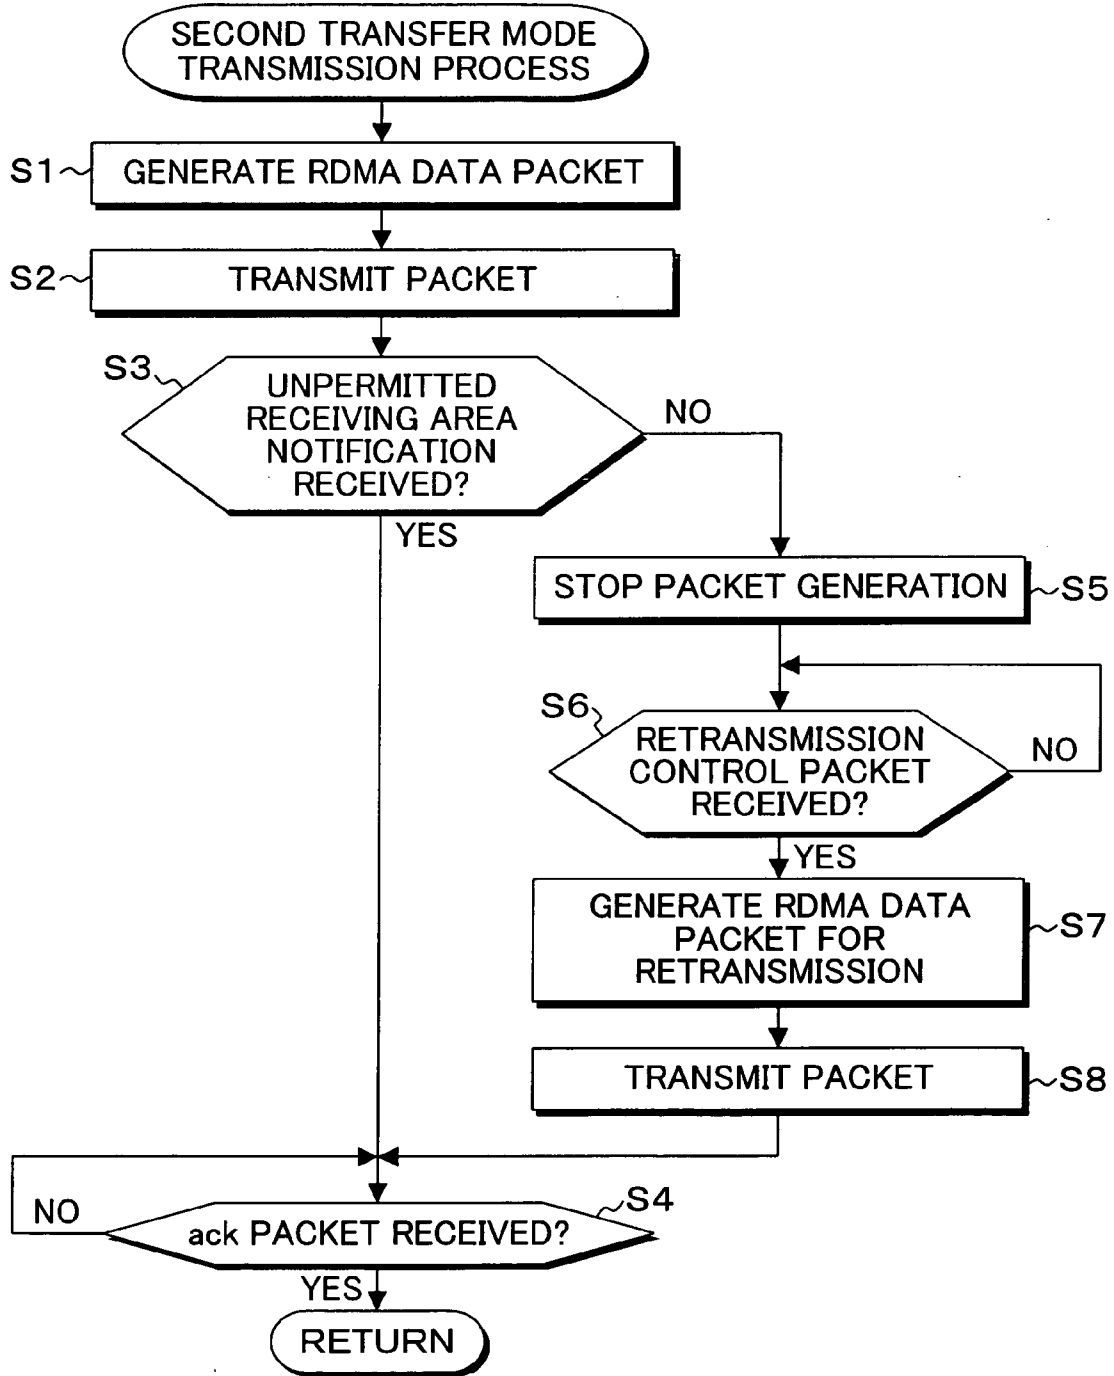 SECOND TRANSFER MODE
TRANSMISSION PROCESS
S1
GENERATE RDMA DATA PACKET
S2
TRANSMIT PACKET
S3
UNPERMITTED
RECEIVING AREA
NOTIFICATION
RECEIVED?
NO
YES
STOP PACKET GENERATION
S5
S6
RETRANSMISSION
CONTROL PACKET
RECEIVED?
NO
YES
GENERATE RDMA DATA
PACKET FOR
RETRANSMISSION
S7
TRANSMIT PACKET
S8
NO
S4
ack PACKET RECEIVED?
YES
RETURN